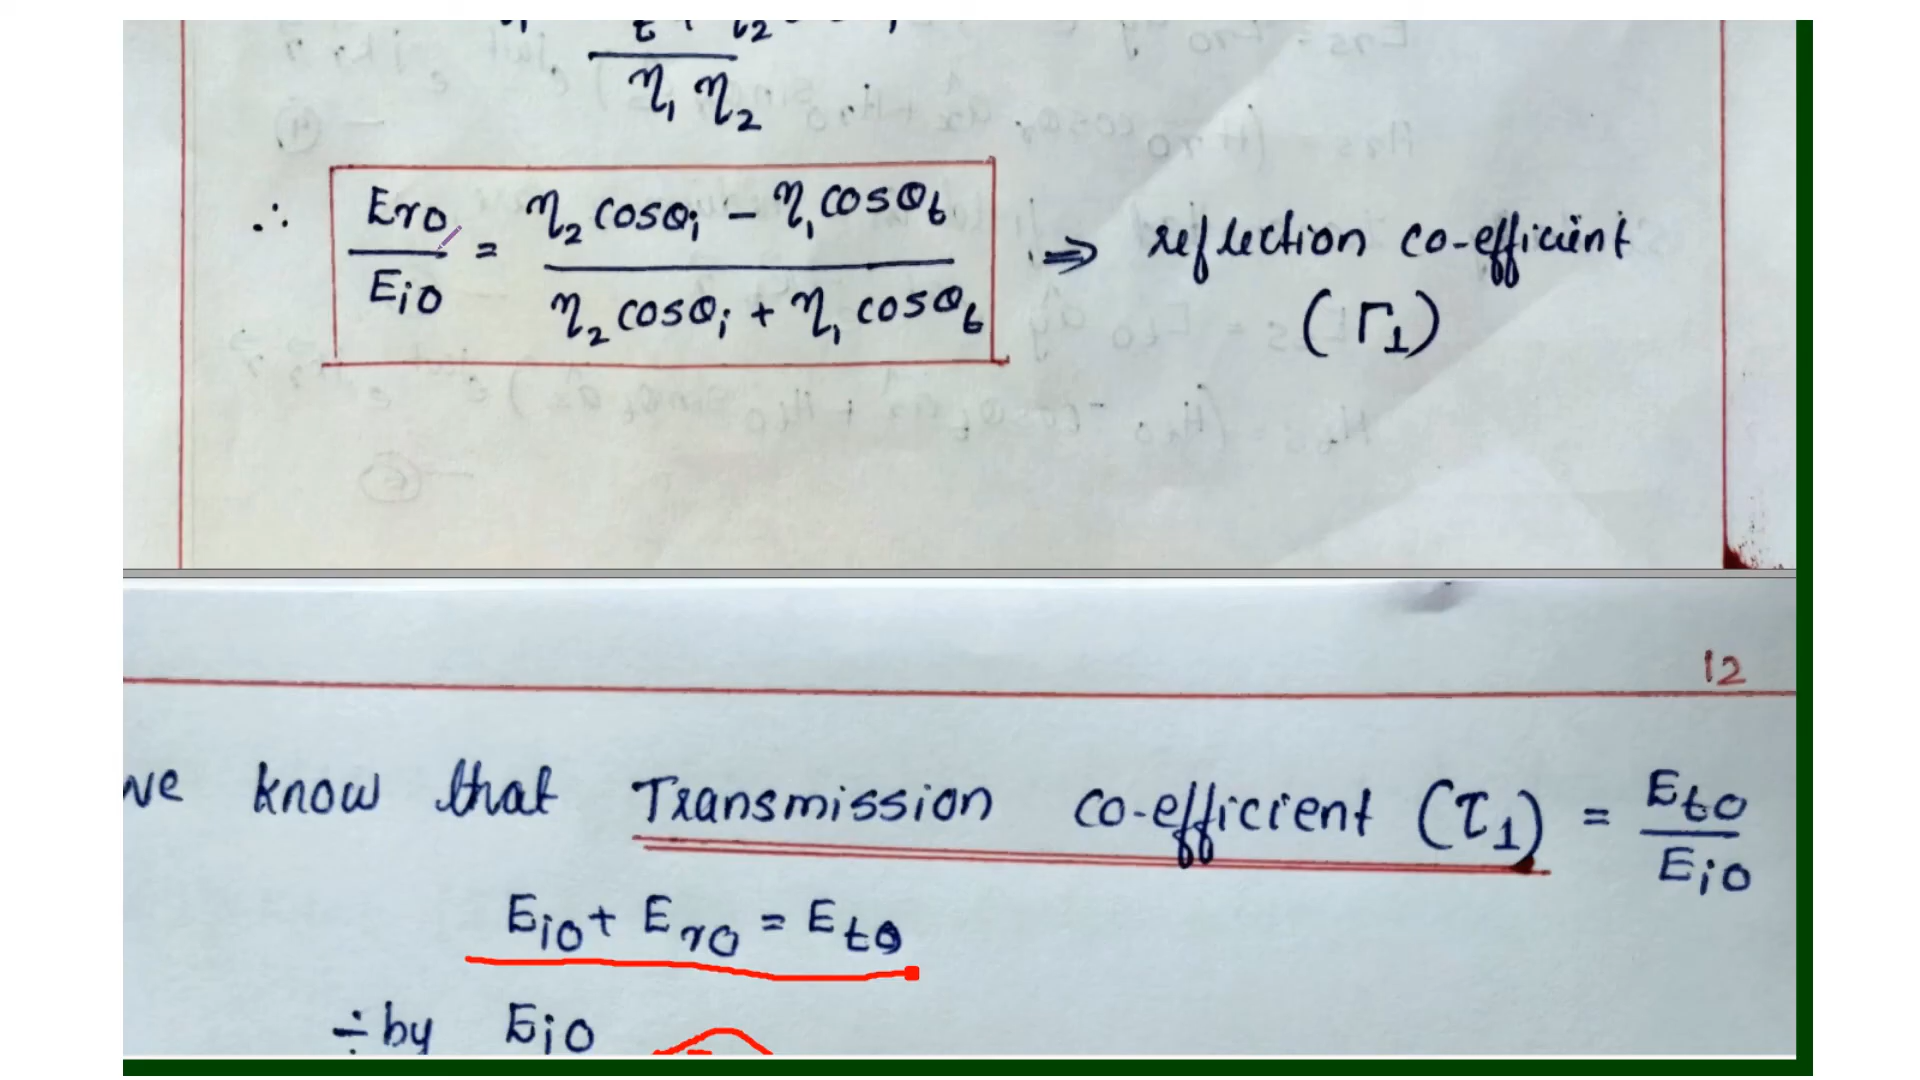 η₁ η₂
∴ Ero/Eio = (η₂ cosθi − η₁ cosθt)/(η₂ cosθi + η₁ cosθt) ⇒ reflection co-efficient
(Γ⊥)
12
we know that Transmission co-efficient (τ⊥) = Eto/Eio
Eio + Ero = Eto
÷ by Eio